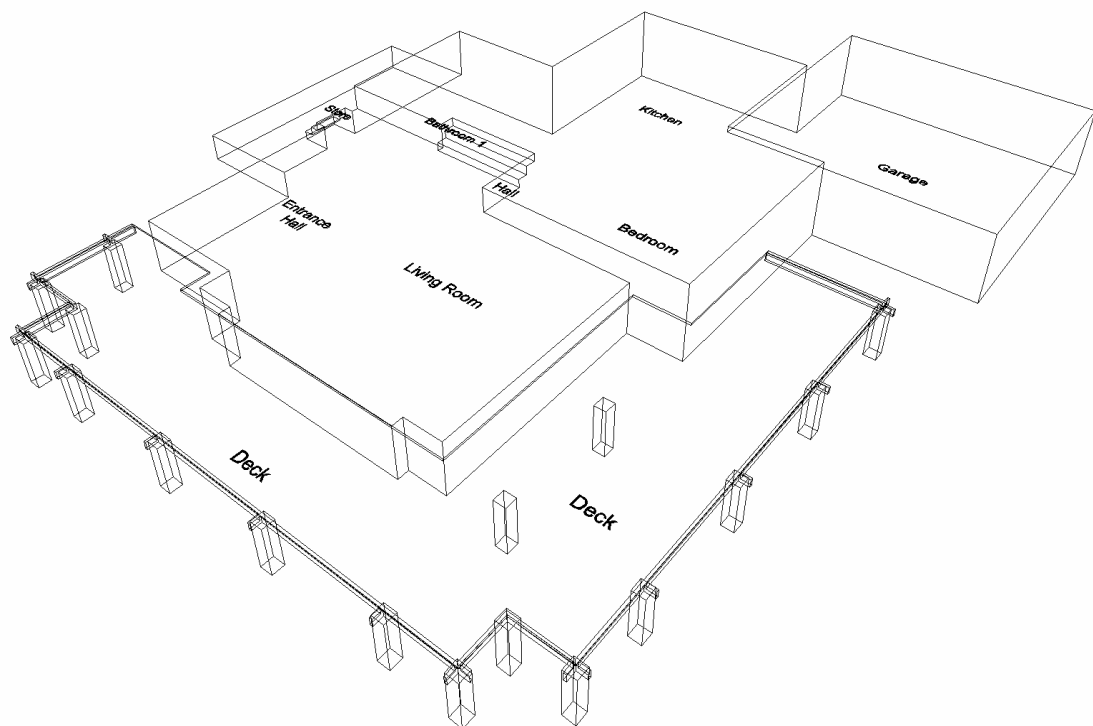 Store
Bathroom 1
Kitchen
Garage
Hall
Entrance
Hall
Bedroom
Living Room
Deck
Deck